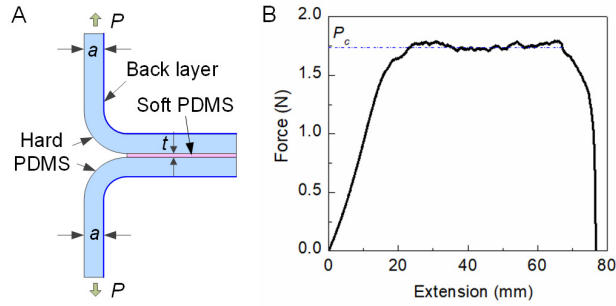 A
P
a
Back layer
Soft PDMS
t
Hard
PDMS
a
P
B
P_c
2.0
1.5
1.0
0.5
0.0
Force (N)
0 20 40 60 80
Extension (mm)